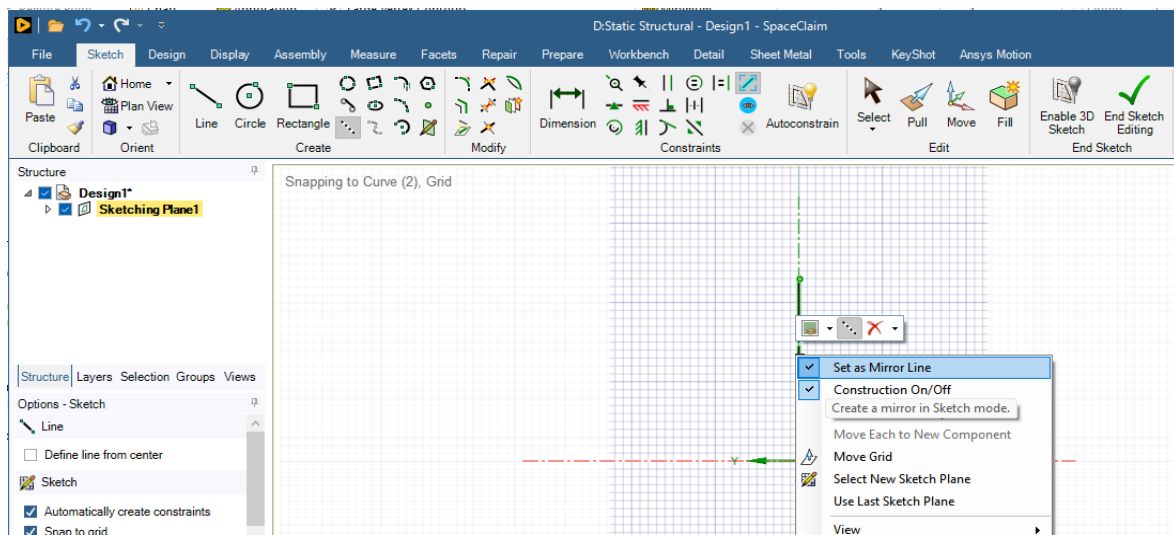 D:Static Structural - Design1 - SpaceClaim
File Sketch Design Display Assembly Measure Facets Repair Prepare Workbench Detail Sheet Metal Tools KeyShot Ansys Motion
Paste
Home
Plan View
Line Circle Rectangle
Dimension
Autoconstrain
Select Pull Move Fill
Enable 3D Sketch
End Sketch Editing
Clipboard Orient Create Modify Constraints Edit End Sketch
Structure
Design1*
Sketching Plane1
Snapping to Curve (2), Grid
Structure Layers Selection Groups Views
Options - Sketch
Line
Define line from center
Sketch
Automatically create constraints
Snap to grid
Set as Mirror Line
Construction On/Off
Create a mirror in Sketch mode.
Move Each to New Component
Y
Move Grid
Select New Sketch Plane
Use Last Sketch Plane
View